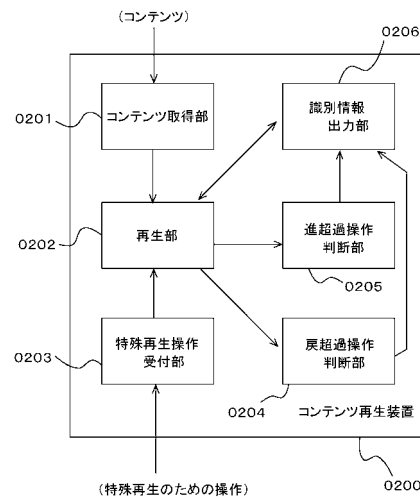 (コンテンツ)
0206
0201
コンテンツ取得部
識別情報
出力部
0202
再生部
進超過操作
判断部
0205
0203
特殊再生操作
受付部
戻超過操作
判断部
0204
コンテンツ再生装置
0200
(特殊再生のための操作)